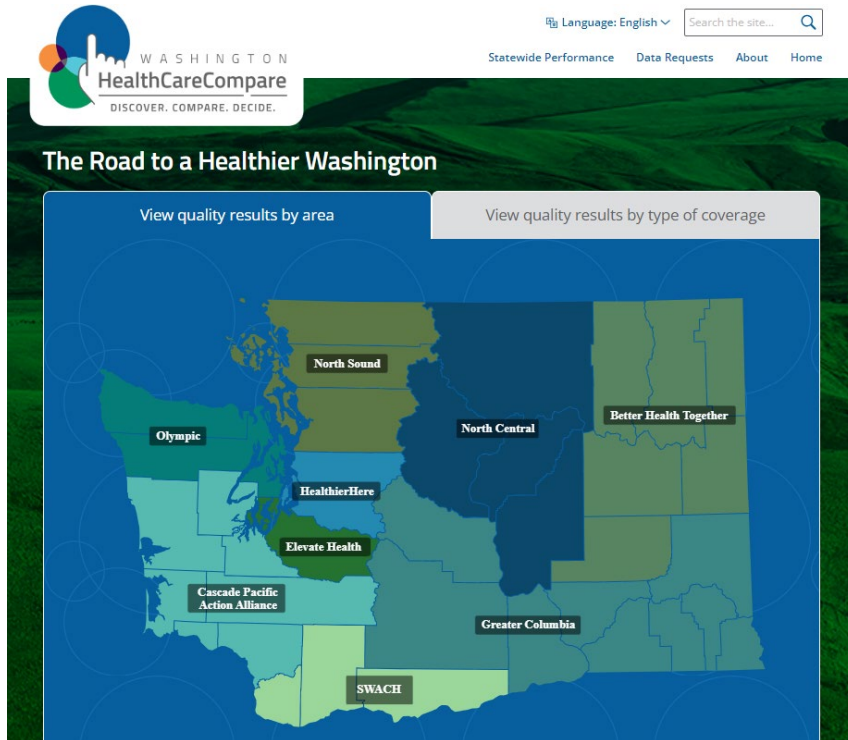 Language: English
Search the site...
WASHINGTON
HealthCareCompare
DISCOVER. COMPARE. DECIDE.
Statewide Performance
Data Requests
About
Home
The Road to a Healthier Washington
View quality results by area
View quality results by type of coverage
North Sound
North Central
Better Health Together
Olympic
HealthierHere
Elevate Health
Cascade Pacific
Action Alliance
Greater Columbia
SWACH